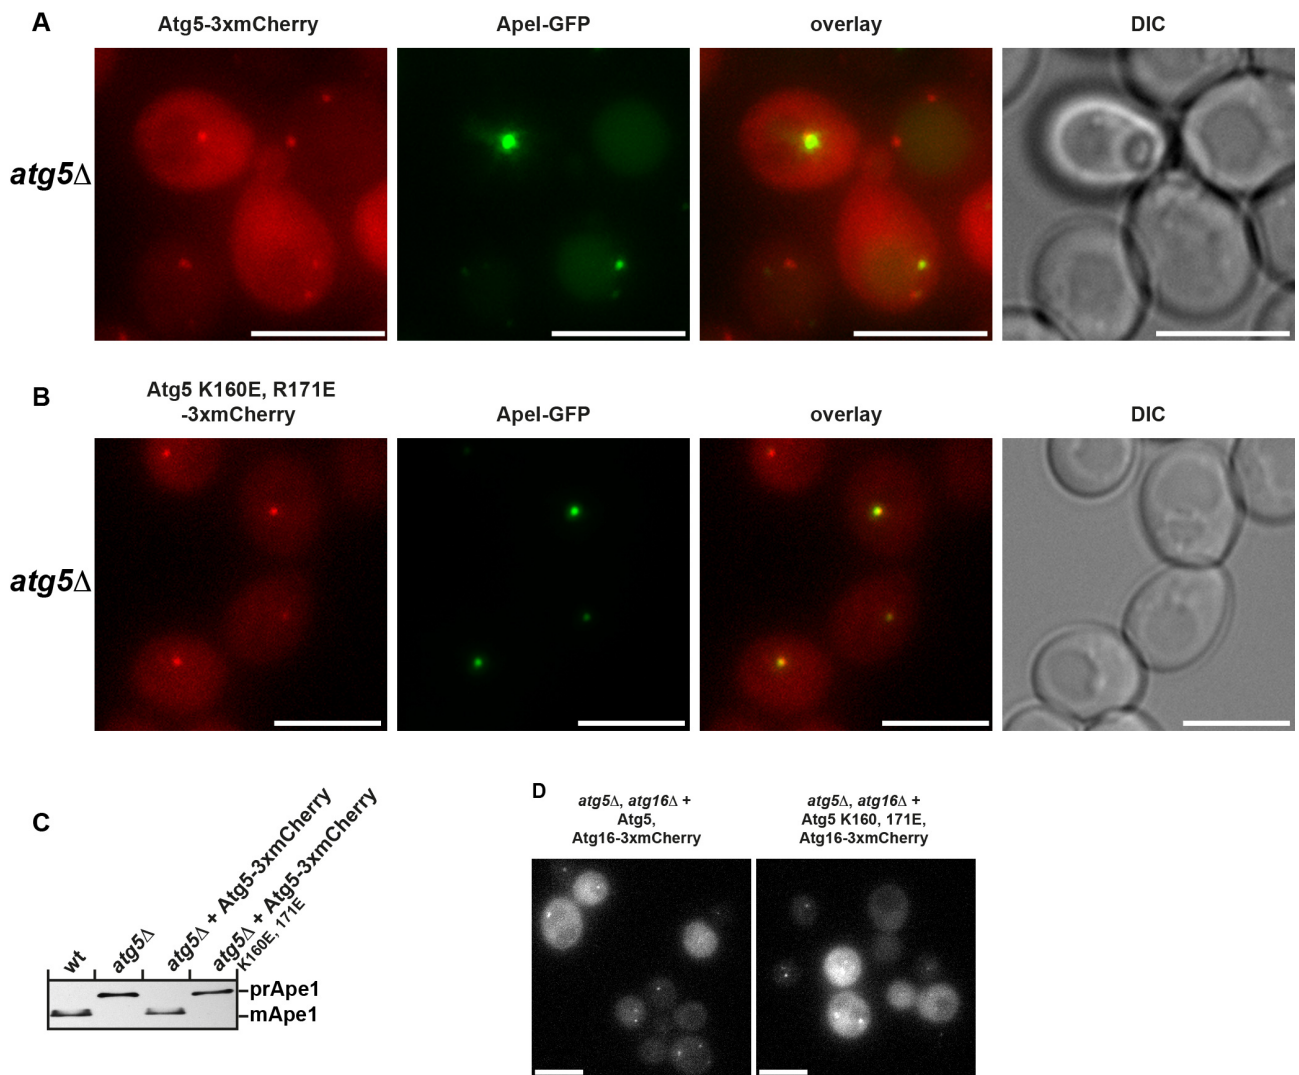 A
Atg5-3xmCherry
ApeI-GFP
overlay
DIC
atg5Δ
B
Atg5 K160E, R171E
-3xmCherry
ApeI-GFP
overlay
DIC
atg5Δ
C
wt
atg5Δ
atg5Δ + Atg5-3xmCherry
atg5Δ + Atg5-3xmCherry
K160E, 171E
prApe1
mApe1
D
atg5Δ, atg16Δ +
Atg5,
Atg16-3xmCherry
atg5Δ, atg16Δ +
Atg5 K160, 171E,
Atg16-3xmCherry